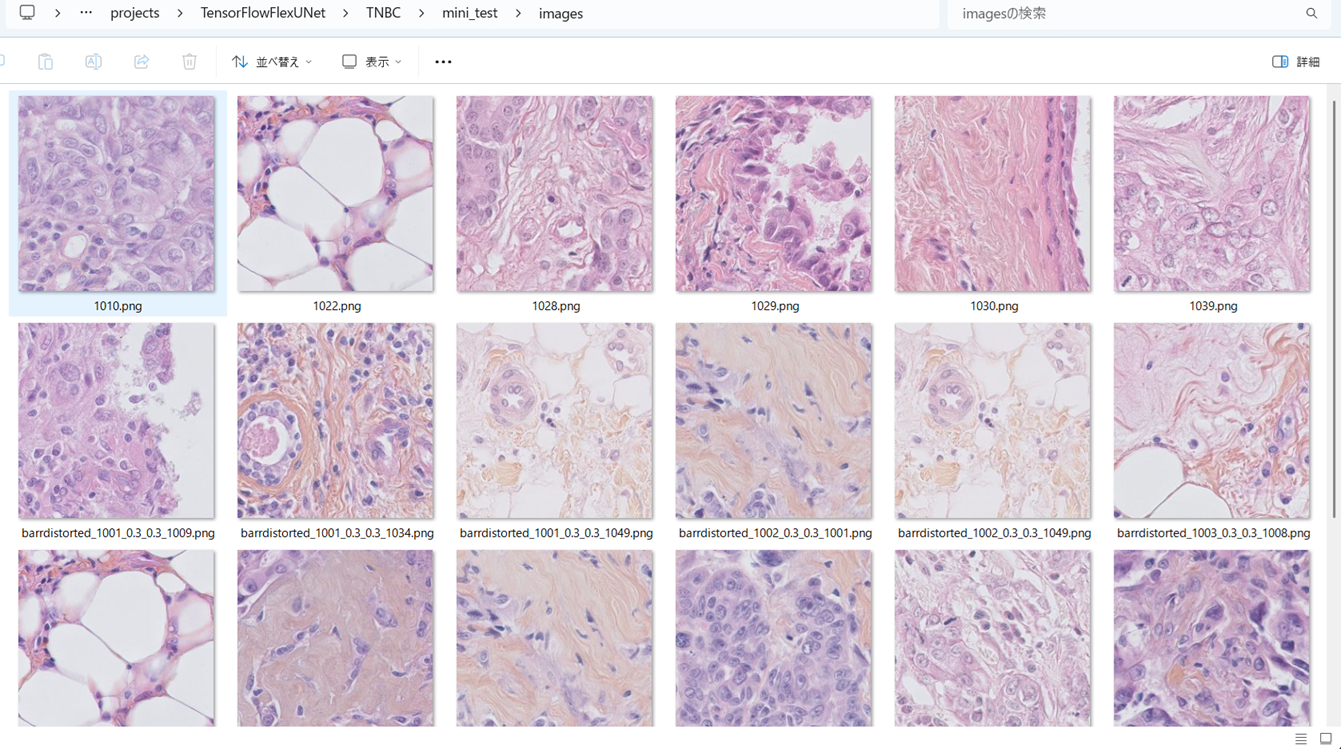 projects > TensorFlowFlexUNet > TNBC > mini_test > images
imagesの検索
並べ替え 表示 詳細
1010.png 1022.png 1028.png 1029.png 1030.png 1039.png
barrdistorted_1001_0.3_0.3_1009.png barrdistorted_1001_0.3_0.3_1034.png barrdistorted_1001_0.3_0.3_1049.png barrdistorted_1002_0.3_0.3_1001.png barrdistorted_1002_0.3_0.3_1049.png barrdistorted_1003_0.3_0.3_1008.png